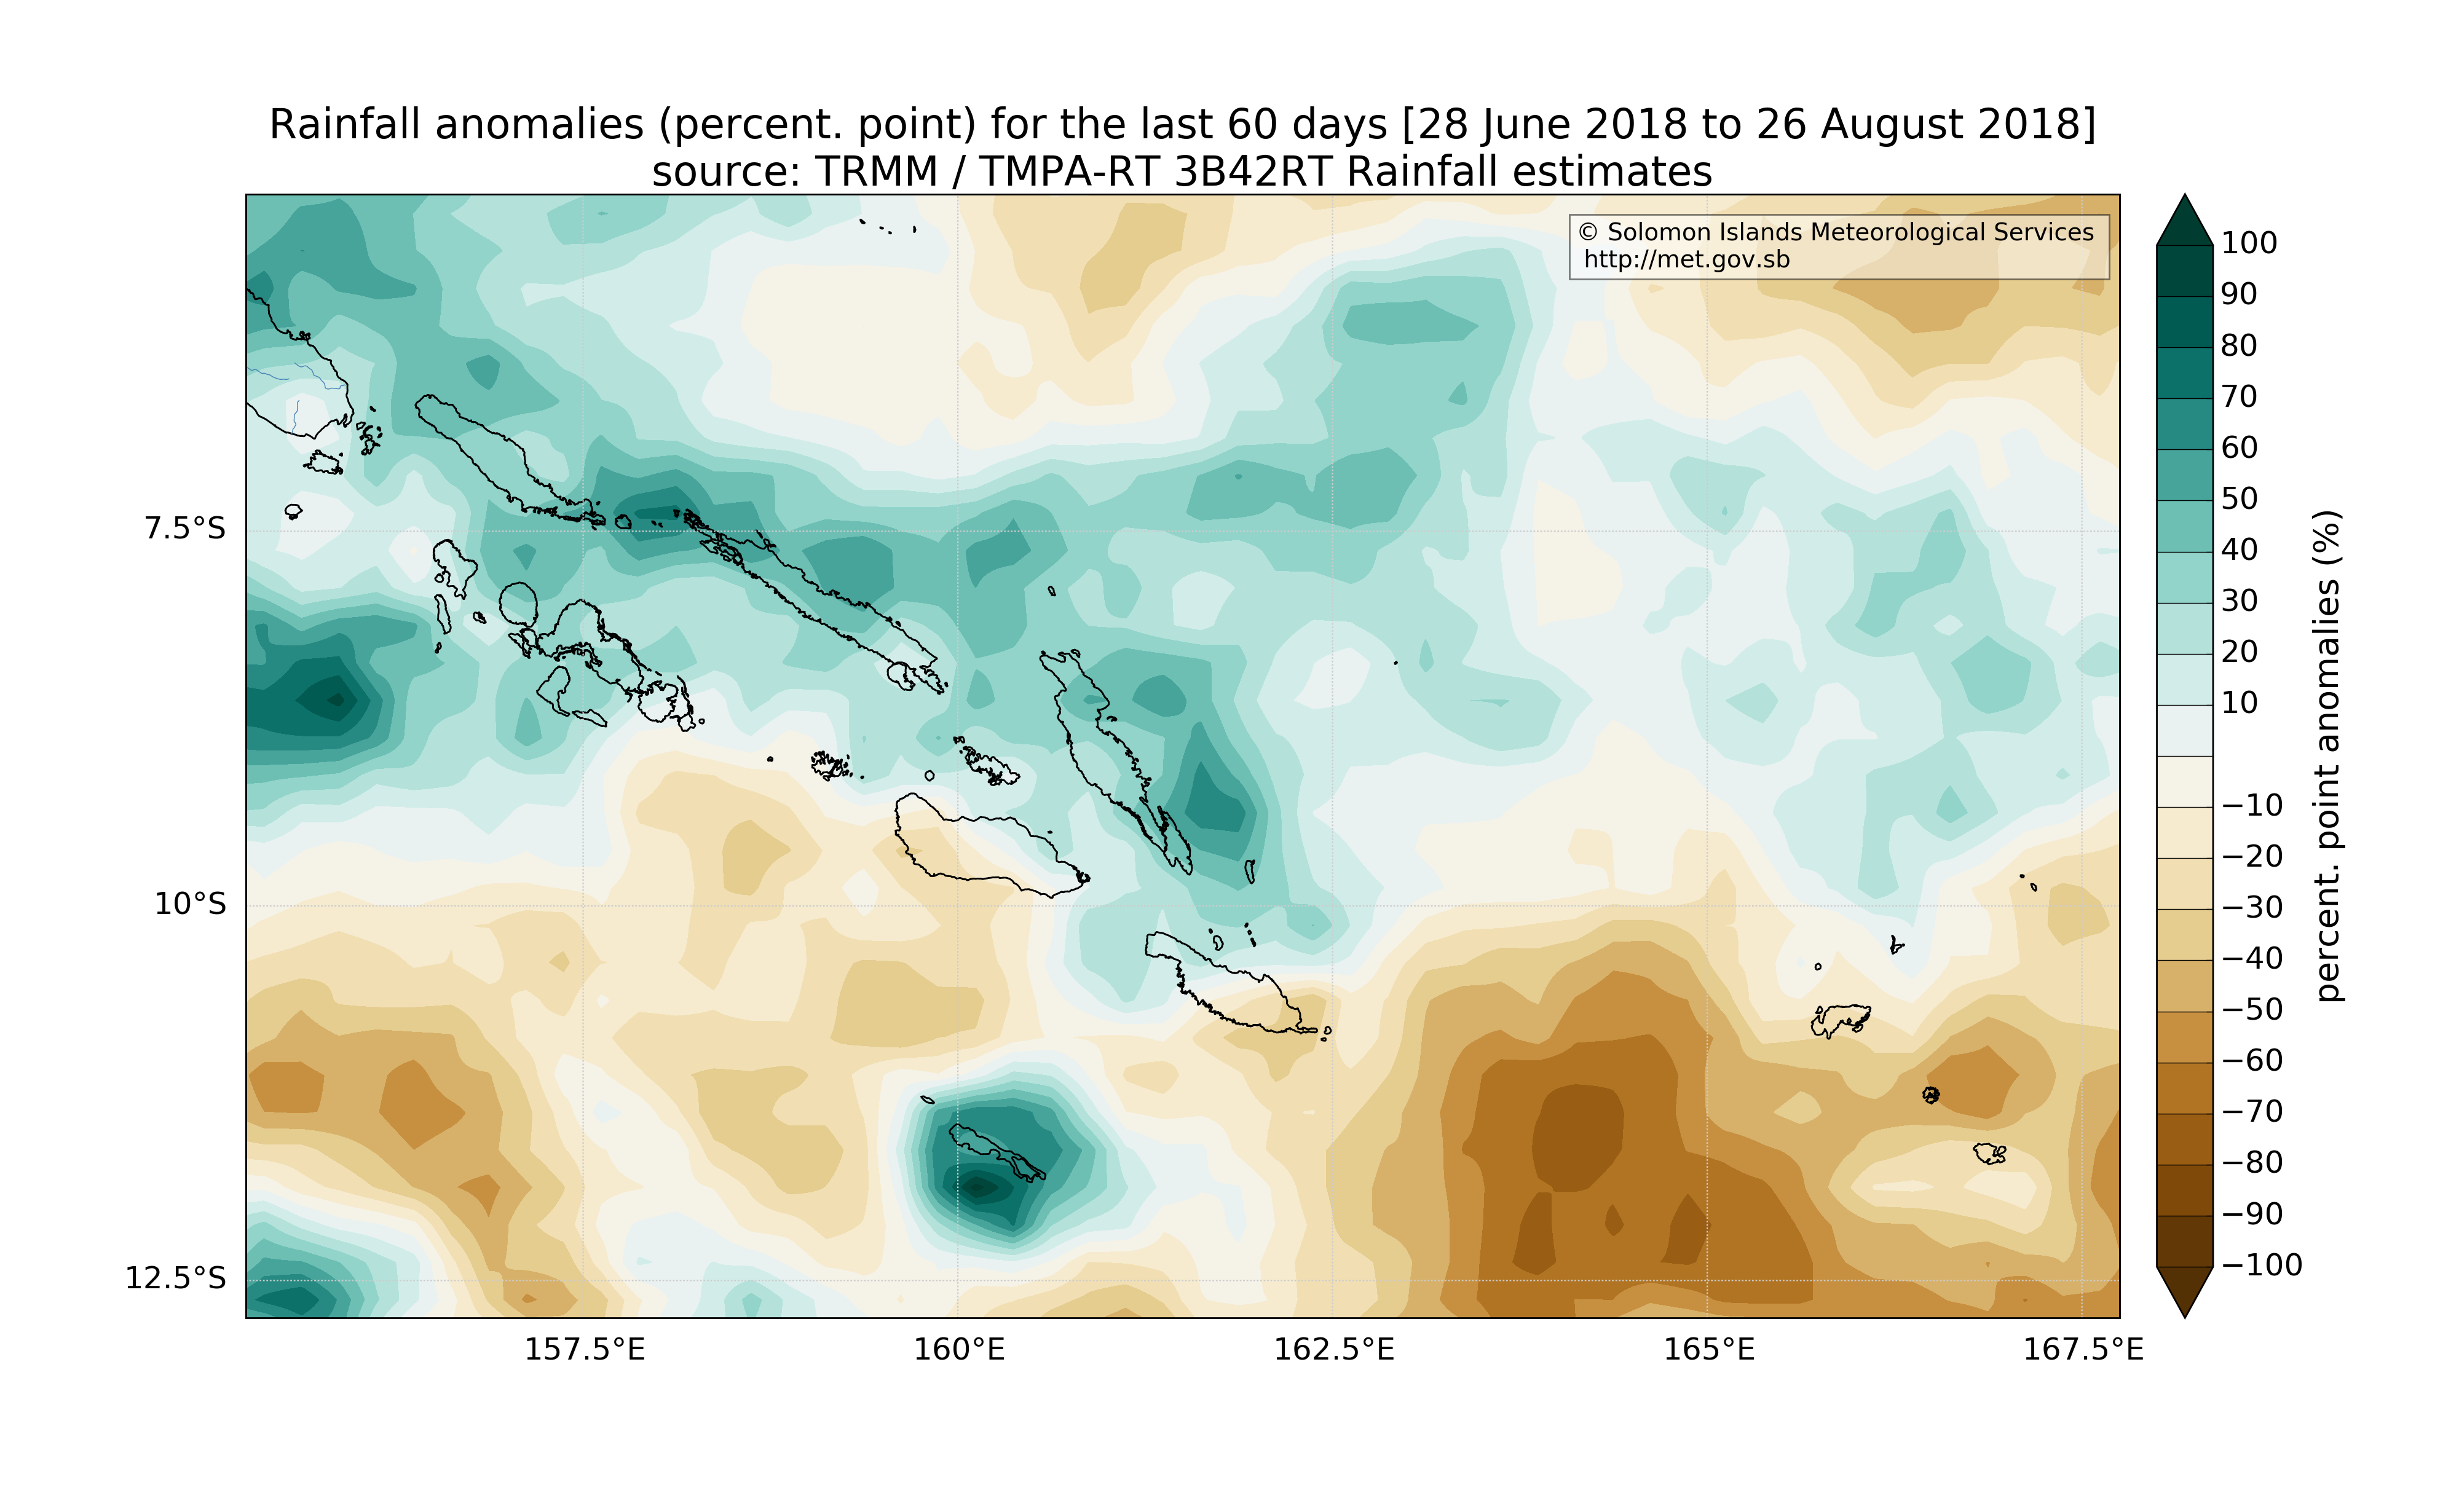 Rainfall anomalies (percent. point) for the last 60 days [28 June 2018 to 26 August 2018]
source: TRMM / TMPA-RT 3B42RT Rainfall estimates
© Solomon Islands Meteorological Services
http://met.gov.sb
7.5°S
10°S
12.5°S
157.5°E
160°E
162.5°E
165°E
167.5°E
100
90
80
70
60
50
40
30
20
10
−10
−20
−30
−40
−50
−60
−70
−80
−90
−100
percent. point anomalies (%)